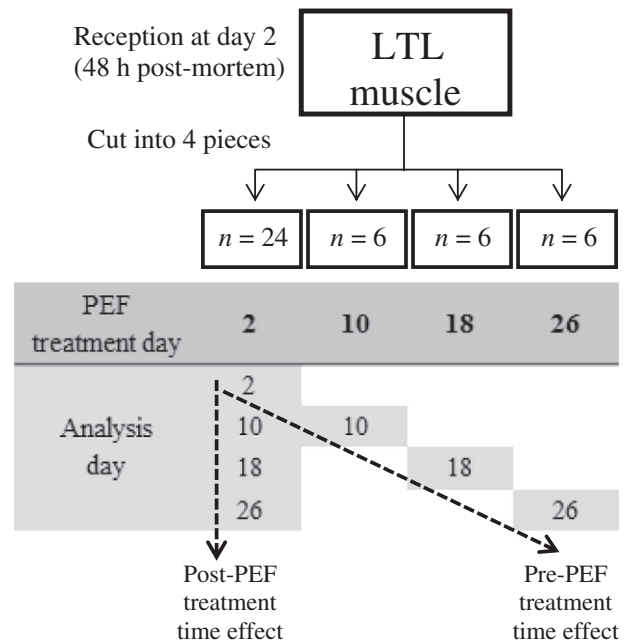 Reception at day 2
(48 h post-mortem)
LTL
muscle
Cut into 4 pieces
n = 24
n = 6
n = 6
n = 6
PEF
treatment day
2
10
18
26
Analysis
day
2
10
10
18
18
26
26
Post-PEF
treatment
time effect
Pre-PEF
treatment
time effect